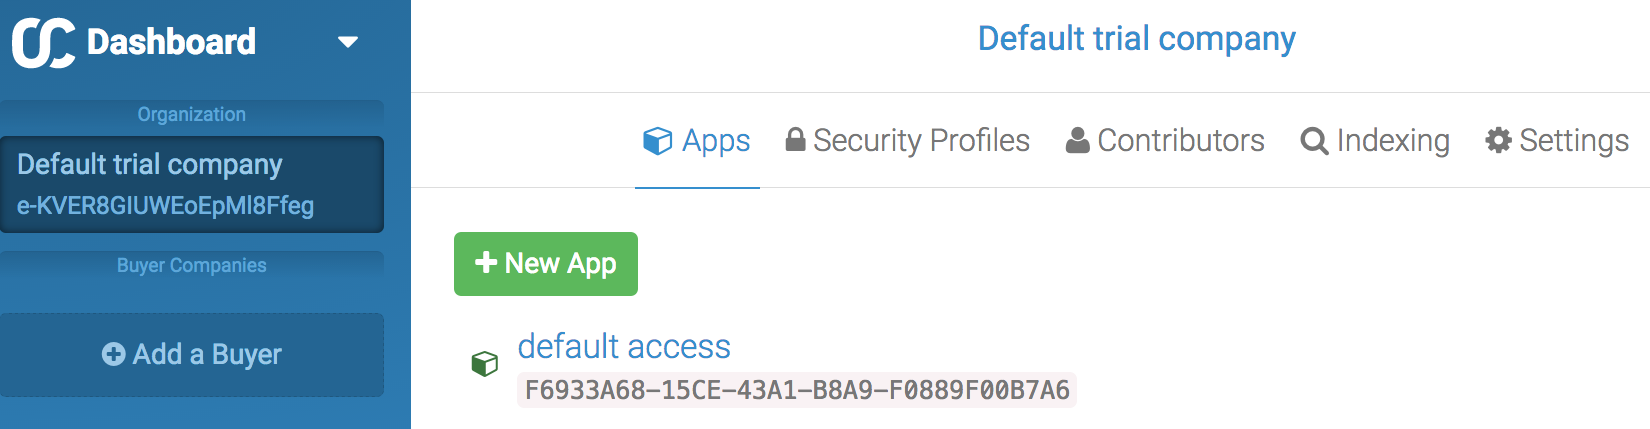 Dashboard
Organization
Default trial company
e-KVER8GIUWEoEpMl8Ffeg
Buyer Companies
Add a Buyer
Default trial company
Apps
Security Profiles
Contributors
Indexing
Settings
New App
default access
F6933A68-15CE-43A1-B8A9-F0889F00B7A6